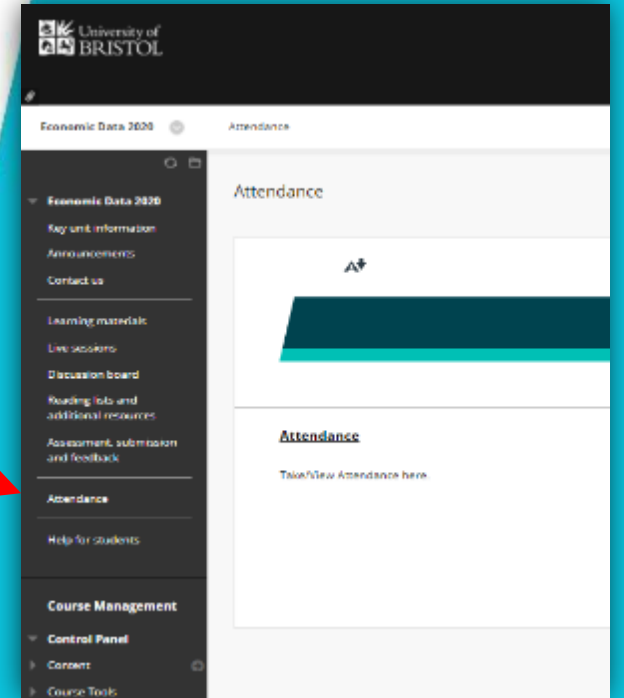 University of
BRISTOL
Economic Data 2020
Attendance
Economic Data 2020
Key unit information
Announcements
Contact us
Learning materials
Live sessions
Discussion board
Reading lists and
additional resources
Assessment, submission
and feedback
Attendance
Help for students
Course Management
Control Panel
Content
Course Tools
Attendance
A
Attendance
Take/View Attendance here